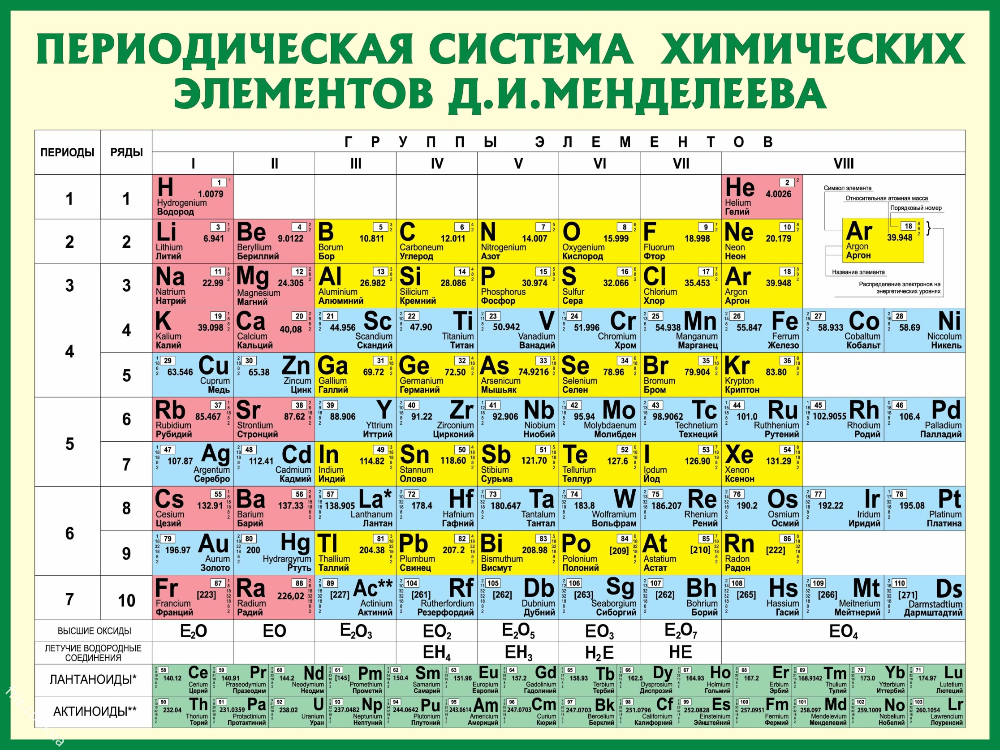 ПЕРИОДИЧЕСКАЯ СИСТЕМА ХИМИЧЕСКИХ
ЭЛЕМЕНТОВ Д.И.МЕНДЕЛЕЕВА
ПЕРИОДЫ РЯДЫ ГРУППЫ ЭЛЕМЕНТОВ
I II III IV V VI VII VIII
1 1
H 1 1.0079 Hydrogenium Водород
He 2 4.0026 Helium Гелий
Символ элемента
Относительная атомная масса
Порядковый номер
Ar 18 39.948 Argon Аргон
Название элемента
Распределение электронов на
энергетических уровнях
2 2
Li 3 6.941 Lithium Литий
Be 4 9.0122 Beryllium Бериллий
B 5 10.811 Borum Бор
C 6 12.011 Carboneum Углерод
N 7 14.007 Nitrogenium Азот
O 8 15.999 Oxygenium Кислород
F 9 18.998 Fluorum Фтор
Ne 10 20.179 Neon Неон
3 3
Na 11 22.99 Natrium Натрий
Mg 12 24.305 Magnesium Магний
Al 13 26.982 Aluminium Алюминий
Si 14 28.086 Silicium Кремний
P 15 30.974 Phosphorus Фосфор
S 16 32.066 Sulfur Сера
Cl 17 35.453 Chlorium Хлор
Ar 18 39.948 Argon Аргон
4 4
K 19 39.098 Kalium Калий
Ca 20 40,08 Calcium Кальций
21 44.956 Sc Scandium Скандий
22 47.90 Ti Titanium Титан
23 50.942 V Vanadium Ванадий
24 51.996 Cr Chromium Хром
25 54.938 Mn Manganum Марганец
26 55.847 Fe Ferrum Железо
27 58.933 Co Cobaltum Кобальт
28 58.69 Ni Niccolum Никель
5
29 63.546 Cu Cuprum Медь
30 65.38 Zn Zincum Цинк
Ga 31 69.72 Gallium Галлий
Ge 32 72.50 Germanium Германий
As 33 74.9216 Arsenicum Мышьяк
Se 34 78.96 Selenium Селен
Br 35 79.904 Bromum Бром
Kr 36 83.80 Krypton Криптон
5 6
Rb 37 85.467 Rubidium Рубидий
Sr 38 87.62 Strontium Стронций
39 88.906 Y Yttrium Иттрий
40 91.22 Zr Zirconium Цирконий
41 92.906 Nb Niobium Ниобий
42 95.94 Mo Molybdaenum Молибден
43 98.9062 Tc Technetium Технеций
44 101.0 Ru Ruthhenium Рутений
45 102.9055 Rh Rhodium Родий
46 106.4 Pd Palladium Палладий
7
47 107.87 Ag Argentum Серебро
48 112.41 Cd Cadmium Кадмий
In 49 114.82 Indium Индий
Sn 50 118.60 Stannum Олово
Sb 51 121.70 Stibium Сурьма
Te 52 127.6 Tellurium Теллур
I 53 126.90 Iodum Йод
Xe 54 131.29 Xenon Ксенон
6 8
Cs 55 132.91 Cesium Цезий
Ba 56 137.33 Barium Барий
57 138.905 La* Lanthanum Лантан
72 178.4 Hf Hafnium Гафний
73 180.647 Ta Tantalum Тантал
74 183.8 W Wolframium Вольфрам
75 186.207 Re Rhenium Рений
76 190.2 Os Osmium Осмий
77 192.22 Ir Iridium Иридий
78 195.08 Pt Platinum Платина
9
79 196.97 Au Aurum Золото
80 200 Hg Hydrargyrum Ртуть
Tl 81 204.38 Thallium Таллий
Pb 82 207.2 Plumbum Свинец
Bi 83 208.98 Bismuthum Висмут
Po 84 [209] Polonium Полоний
At 85 [210] Astatium Астат
Rn 86 [222] Radon Радон
7 10
Fr 87 [223] Francium Франций
Ra 88 226,02 Radium Радий
89 [227] Ac** Actinium Актиний
104 [261] Rf Rutherfordium Резерфордий
105 [262] Db Dubnium Дубний
106 [263] Sg Seaborgium Сиборгий
107 [262] Bh Bohrium Борий
108 [265] Hs Hassium Гасий
109 [266] Mt Meitnerium Мейтнерий
110 [271] Ds Darmstadtium Дармштадтий
ВЫСШИЕ ОКСИДЫ E₂O EO E₂O₃ EO₂ E₂O₅ EO₃ E₂O₇ EO₄
ЛЕТУЧИЕ ВОДОРОДНЫЕ
СОЕДИНЕНИЯ EH₄ EH₃ H₂E HE
ЛАНТАНОИДЫ*
58 140.12 Ce Cerium Церий
59 140.91 Pr Praseodymium Празеодим
60 144.2 Nd Neodymium Неодим
61 [145] Pm Promethium Прометий
62 150.4 Sm Samarium Самарий
63 151.96 Eu Europium Европий
64 157.2 Gd Gadolinium Гадолиний
65 158.93 Tb Terbium Тербий
66 162.5 Dy Dysprosium Диспрозий
67 164.93 Ho Holmium Гольмий
68 167.2 Er Erbium Эрбий
69 168.9342 Tm Thulium Тулий
70 173.0 Yb Ytterbium Иттербий
71 174.97 Lu Lutetium Лютеций
АКТИНОИДЫ**
90 232.04 Th Thorium Торий
91 231.0359 Pa Protactinium Протактиний
92 238.02 U Uranium Уран
93 237.0482 Np Neptunium Нептуний
94 244.0642 Pu Plutonium Плутоний
95 243.0614 Am Americium Америций
96 247.0703 Cm Curium Кюрий
97 247.0703 Bk Bercelium Берклий
98 251.0796 Cf Californium Калифорний
99 252.0828 Es Einsteinium Эйнштейний
100 257.0951 Fm Fermium Фермий
101 258.097 Md Mendelevium Менделевий
102 259.1009 No Nobelium Нобелий
103 260.1054 Lr Lawrencium Лоуренсий